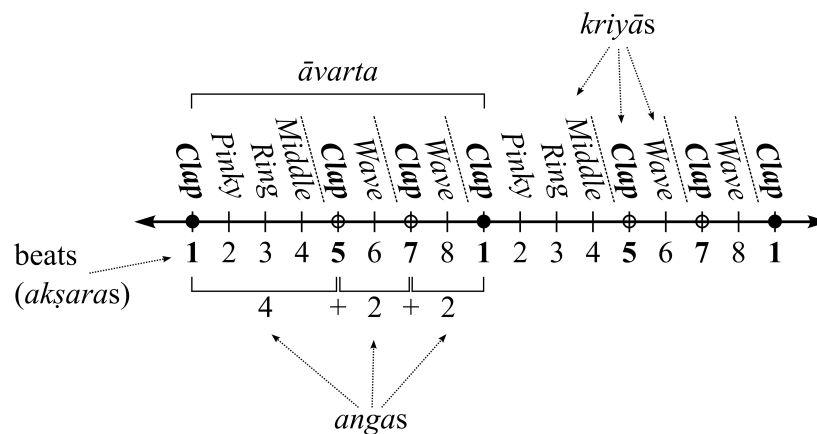 kriyās
āvarta
Clap Pinky Ring Middle Clap Wave Clap Wave Clap Pinky Ring Middle Clap Wave Clap Wave Clap
1 2 3 4 5 6 7 8 1 2 3 4 5 6 7 8 1
beats
(akṣaras)
4 + 2 + 2
angas